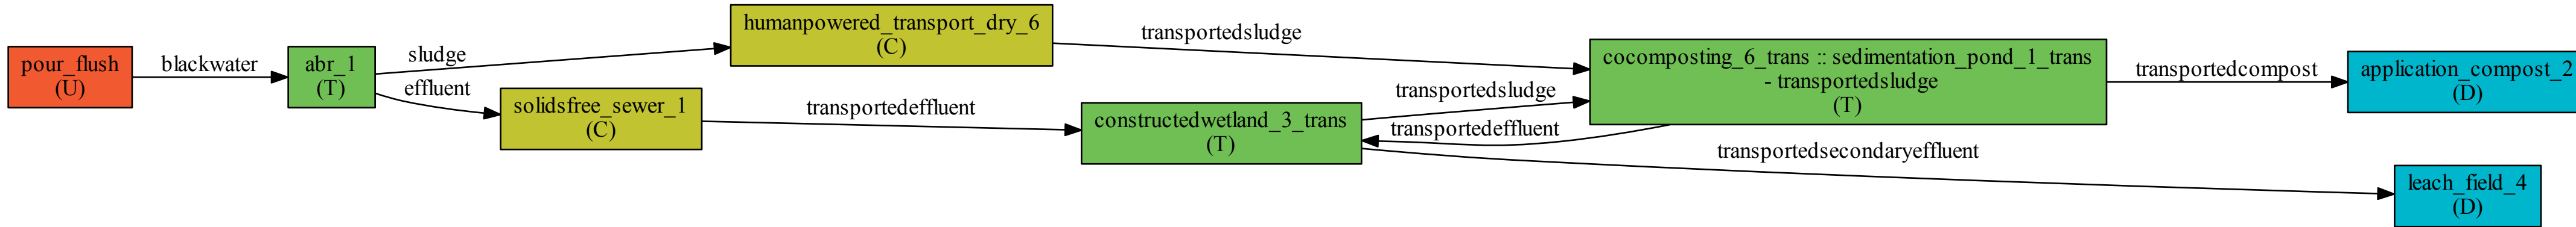 pour_flush
(U)
blackwater
abr_1
(T)
sludge
effluent
humanpowered_transport_dry_6
(C)
solidsfree_sewer_1
(C)
transportedsludge
transportedeffluent
constructedwetland_3_trans
(T)
transportedsludge
transportedeffluent
cocomposting_6_trans :: sedimentation_pond_1_trans
- transportedsludge
(T)
transportedsecondaryeffluent
transportedcompost
application_compost_2
(D)
leach_field_4
(D)